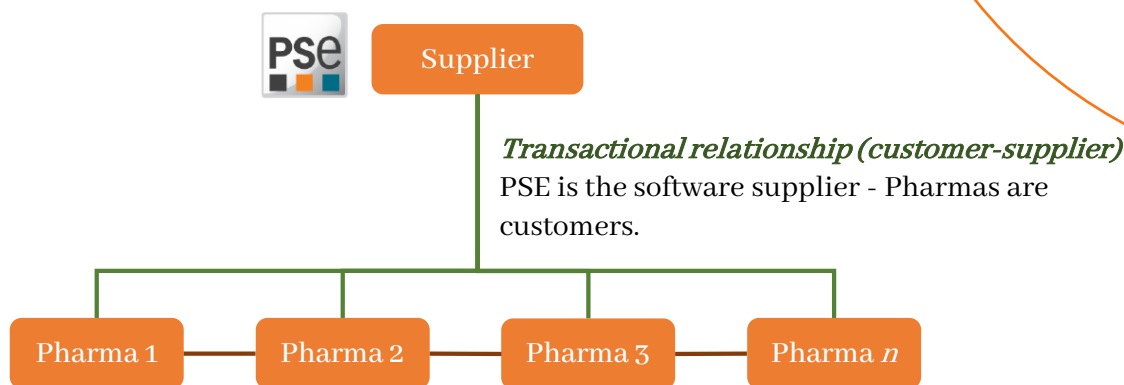 PSe
Supplier
Transactional relationship (customer-supplier)
PSE is the software supplier - Pharmas are
customers.
Pharma 1
Pharma 2
Pharma 3
Pharma n